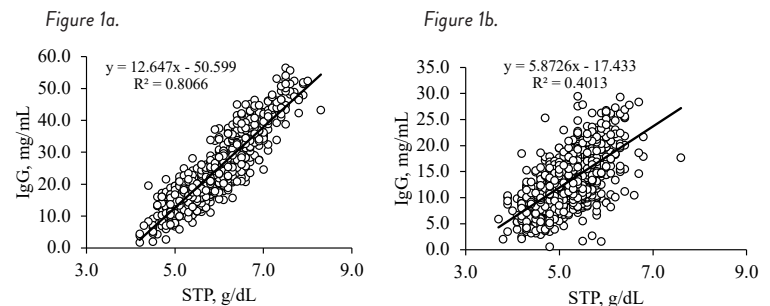 Figure 1a.
Figure 1b.
y = 12.647x - 50.599
R² = 0.8066
60.0
50.0
40.0
30.0
20.0
10.0
0.0
IgG, mg/mL
3.0 5.0 7.0 9.0
STP, g/dL
y = 5.8726x - 17.433
R² = 0.4013
35.0
30.0
25.0
20.0
15.0
10.0
5.0
0.0
IgG, mg/mL
3.0 5.0 7.0 9.0
STP, g/dL